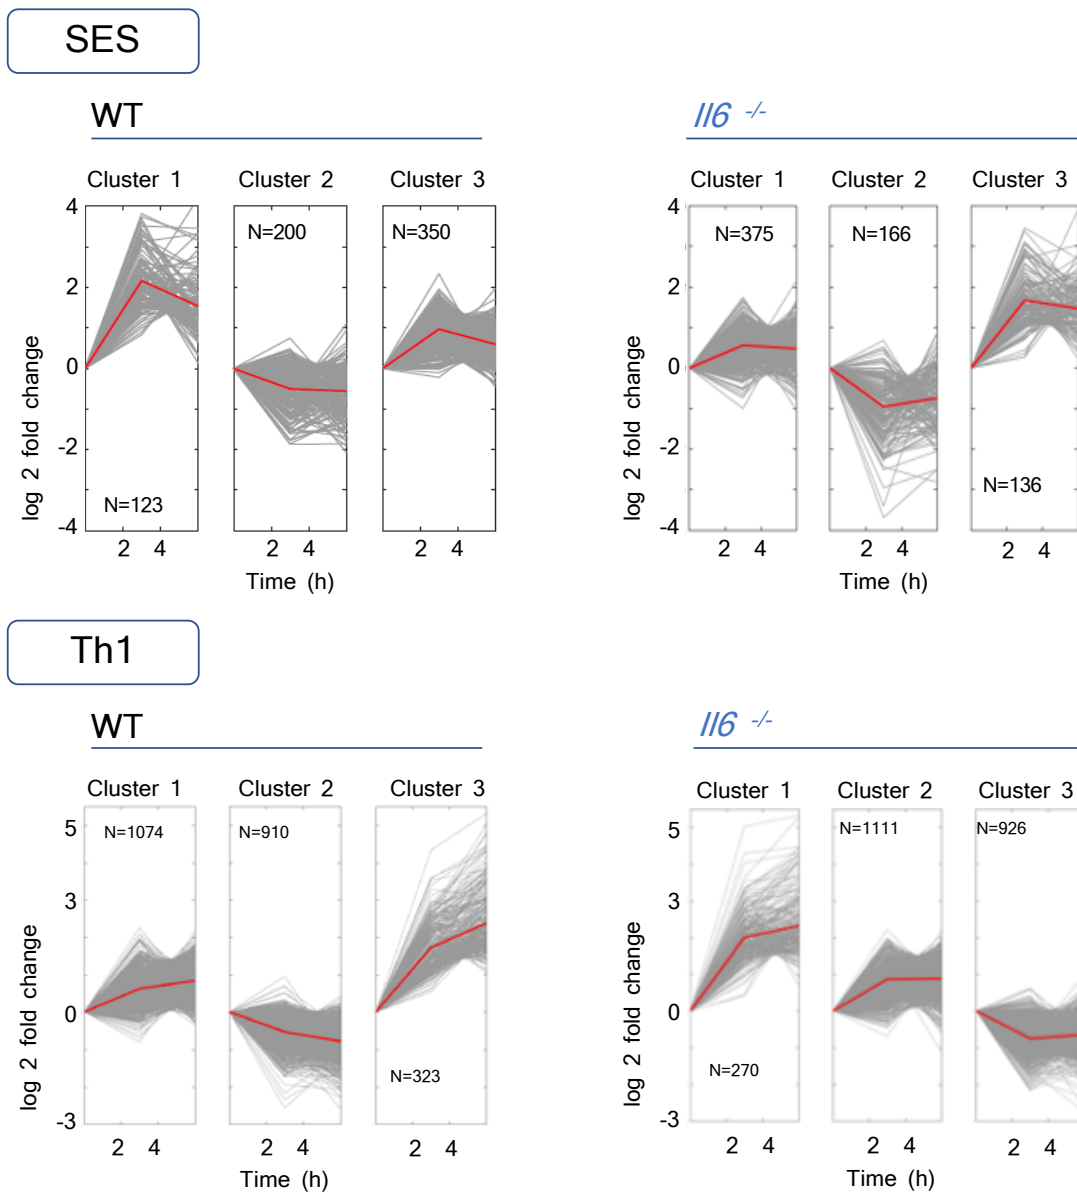 SES
WT
Il6 -/-
Cluster 1 Cluster 2 Cluster 3
Cluster 1 Cluster 2 Cluster 3
4
2
0
-2
-4
log 2 fold change
N=123
N=200
N=350
2 4 2 4 2 4
Time (h)
4
2
0
-2
-4
log 2 fold change
N=375
N=166
N=136
2 4 2 4 2 4
Time (h)
Th1
WT
Il6 -/-
Cluster 1 Cluster 2 Cluster 3
Cluster 1 Cluster 2 Cluster 3
5
3
0
-3
log 2 fold change
N=1074
N=910
N=323
2 4 2 4 2 4
Time (h)
5
3
0
-3
log 2 fold change
N=270
N=1111
N=926
2 4 2 4 2 4
Time (h)